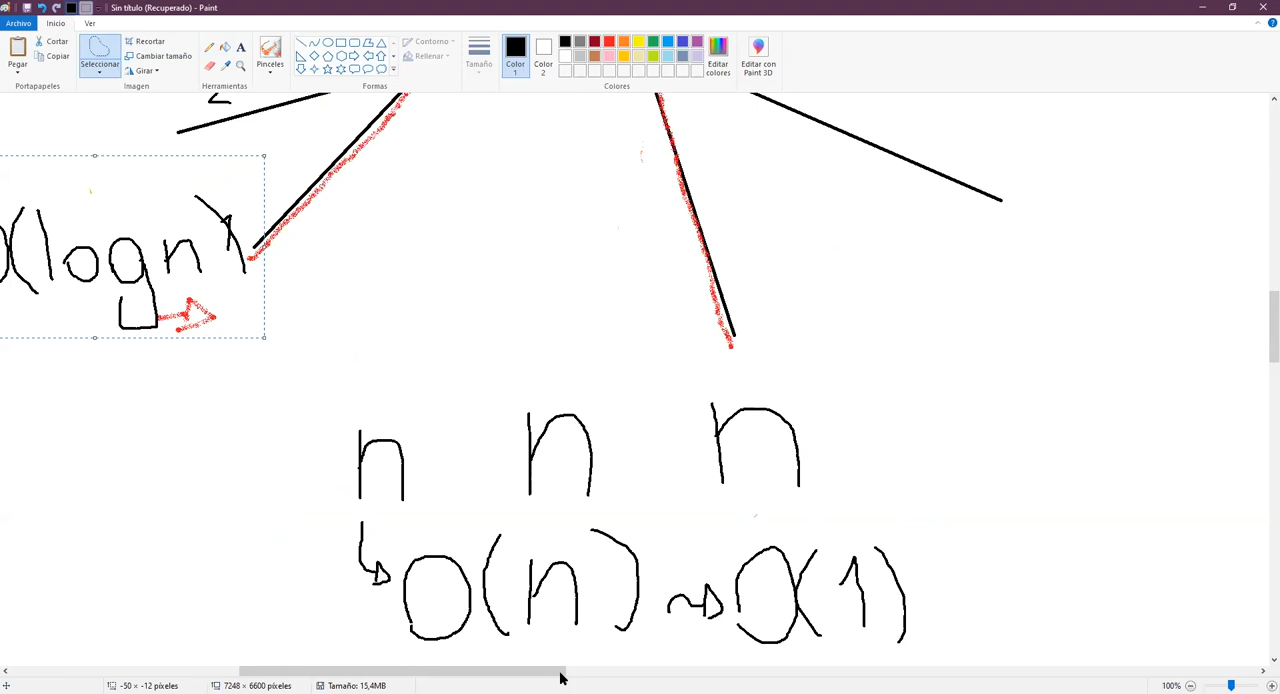 Sin título (Recuperado) - Paint
Archivo Inicio Ver
Pegar
Cortar
Copiar
Portapapeles
Seleccionar
Recortar
Cambiar tamaño
Girar
Imagen
A
Herramientas
Pinceles
Contorno
Rellenar
Formas
Tamaño
Color 1
Color 2
Editar colores
Colores
Editar con Paint 3D
(log n)
n n n
O(n) O(1)
-50 × -12 píxeles
7248 × 6600 píxeles
Tamaño: 15,4MB
100%